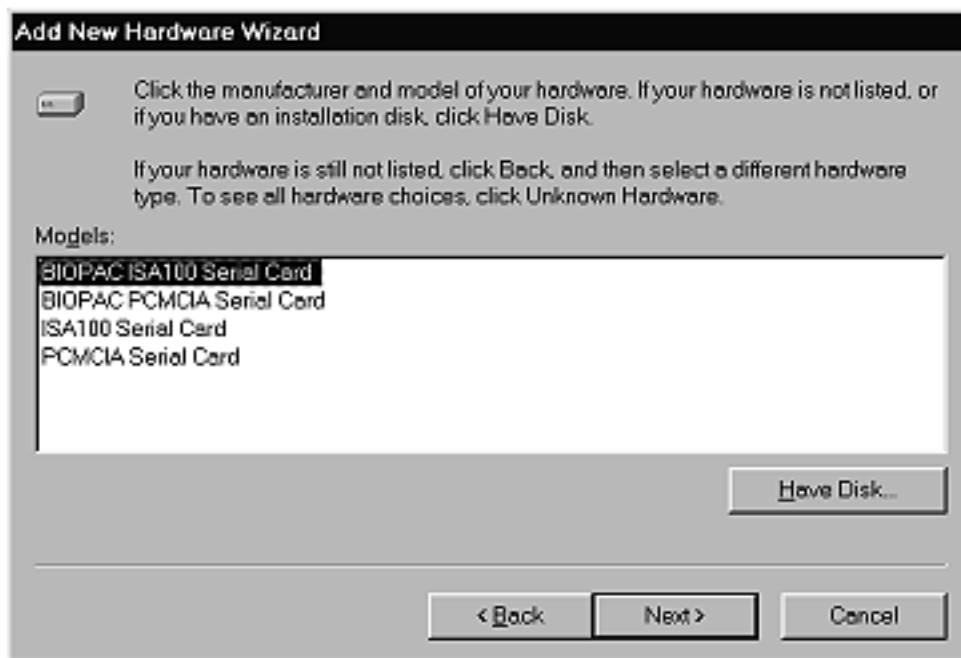 Add New Hardware Wizard
Click the manufacturer and model of your hardware. If your hardware is not listed, or
if you have an installation disk, click Have Disk.
If your hardware is still not listed, click Back, and then select a different hardware
type. To see all hardware choices, click Unknown Hardware.
Models:
BIOPAC ISA100 Serial Card
BIOPAC PCMCIA Serial Card
ISA100 Serial Card
PCMCIA Serial Card
Have Disk...
< Back Next > Cancel